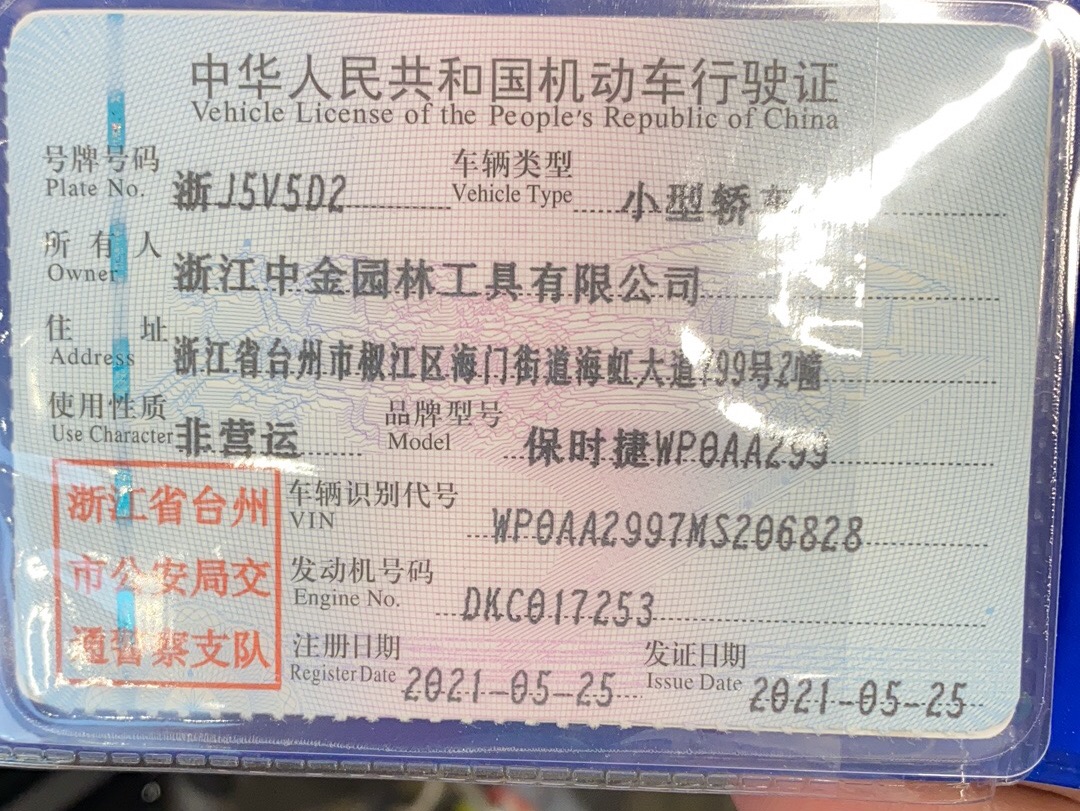 中华人民共和国机动车行驶证
Vehicle License of the People's Republic of China
号牌号码 浙J5V5D2 车辆类型 小型轿车
Plate No. Vehicle Type
所有人 浙江中金园林工具有限公司
Owner
住址 浙江省台州市椒江区海门街道海虹大道799号2幢
Address
使用性质 非营运 品牌型号 保时捷WP0AA299
Use Character Model
浙江省台州
市公安局交
通警察支队
车辆识别代号 WP0AA2997MS206828
VIN
发动机号码 DKC017253
Engine No.
注册日期 2021-05-25 发证日期 2021-05-25
Register Date Issue Date